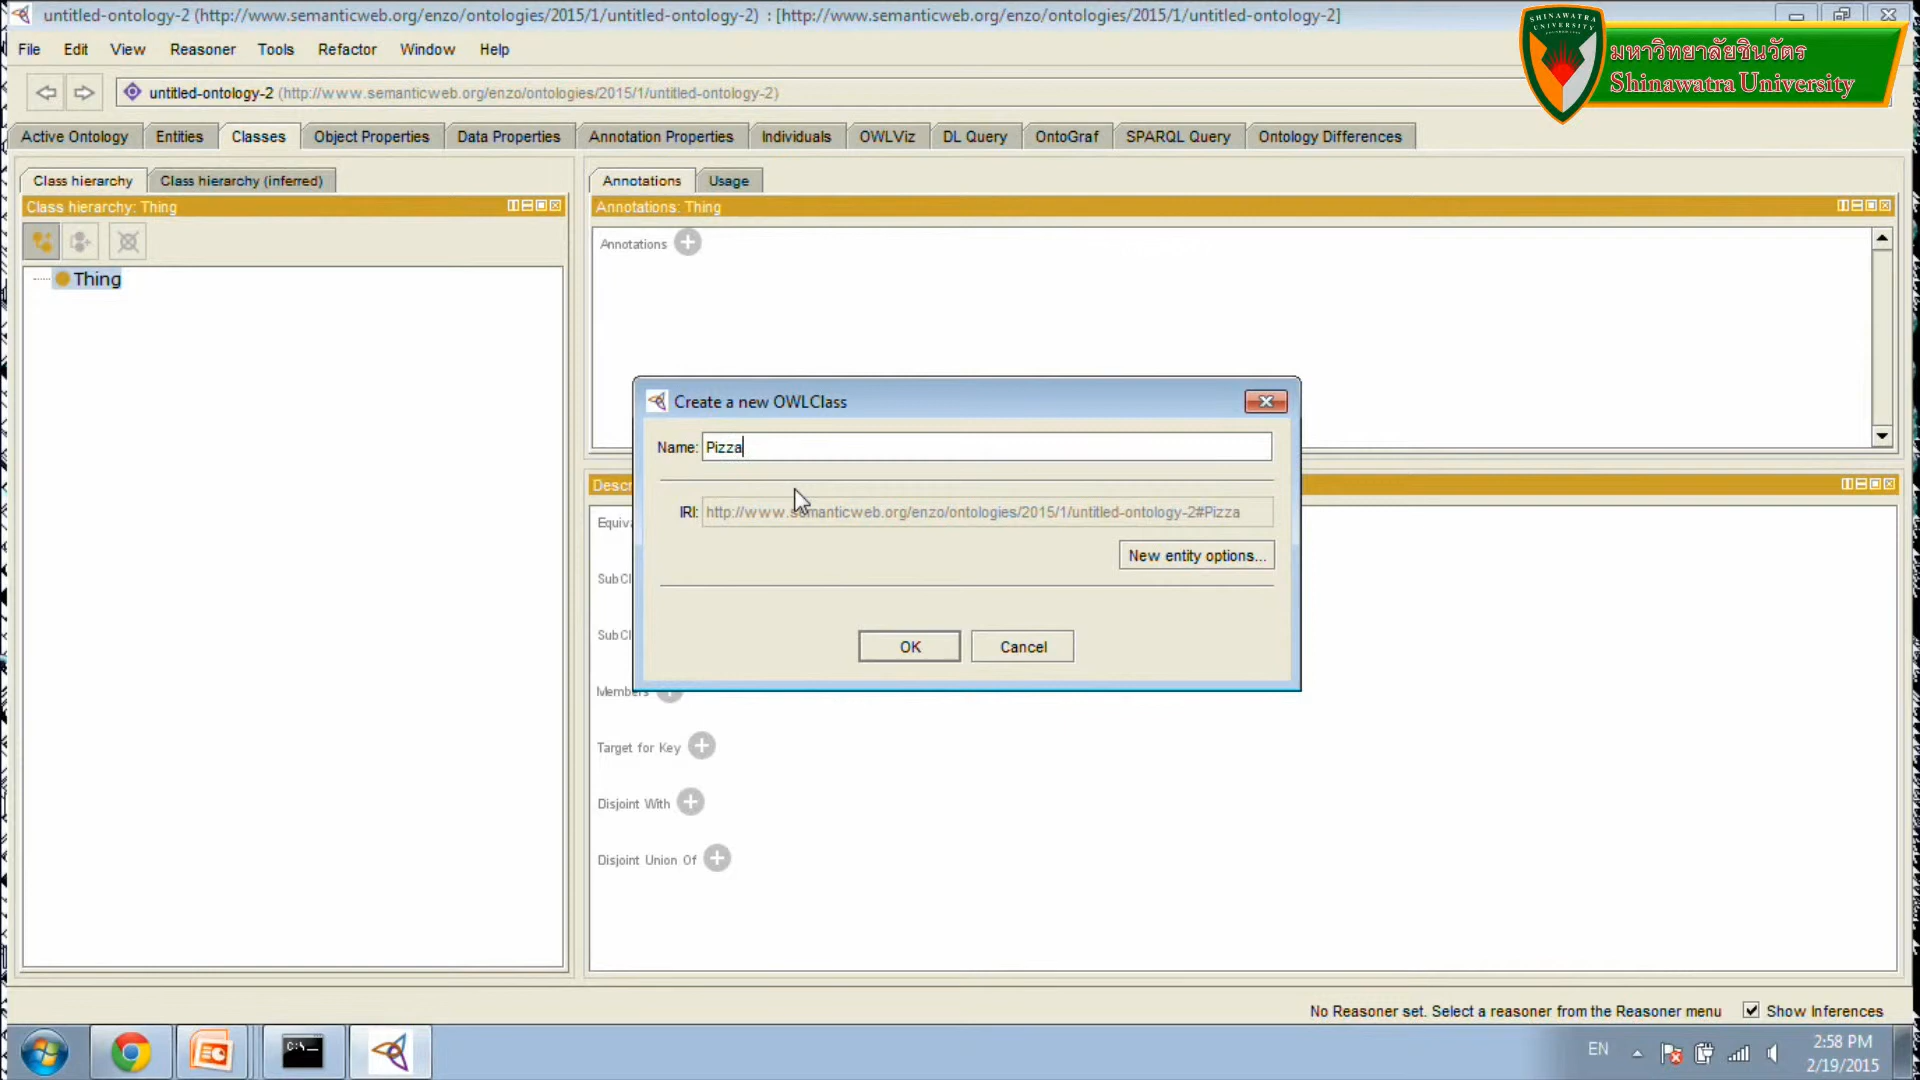 untitled-ontology-2 (http://www.semanticweb.org/enzo/ontologies/2015/1/untitled-ontology-2) : [http://www.semanticweb.org/enzo/ontologies/2015/1/untitled-ontology-2]
File Edit View Reasoner Tools Refactor Window Help
SHINAWATRA
UNIVERSITY
มหาวิทยาลัยชินวัตร
Shinawatra University
untitled-ontology-2 (http://www.semanticweb.org/enzo/ontologies/2015/1/untitled-ontology-2)
Active Ontology Entities Classes Object Properties Data Properties Annotation Properties Individuals OWLViz DL Query OntoGraf SPARQL Query Ontology Differences
Class hierarchy Class hierarchy (inferred)
Class hierarchy: Thing
Thing
Annotations Usage
Annotations: Thing
Annotations
Create a new OWLClass
Name: Pizza
IRI: http://www.semanticweb.org/enzo/ontologies/2015/1/untitled-ontology-2#Pizza
New entity options...
OK Cancel
Descr
Equiva
SubCl
SubCl
Members
Target for Key
Disjoint With
Disjoint Union Of
No Reasoner set. Select a reasoner from the Reasoner menu Show Inferences
C:\_
EN
2:58 PM
2/19/2015